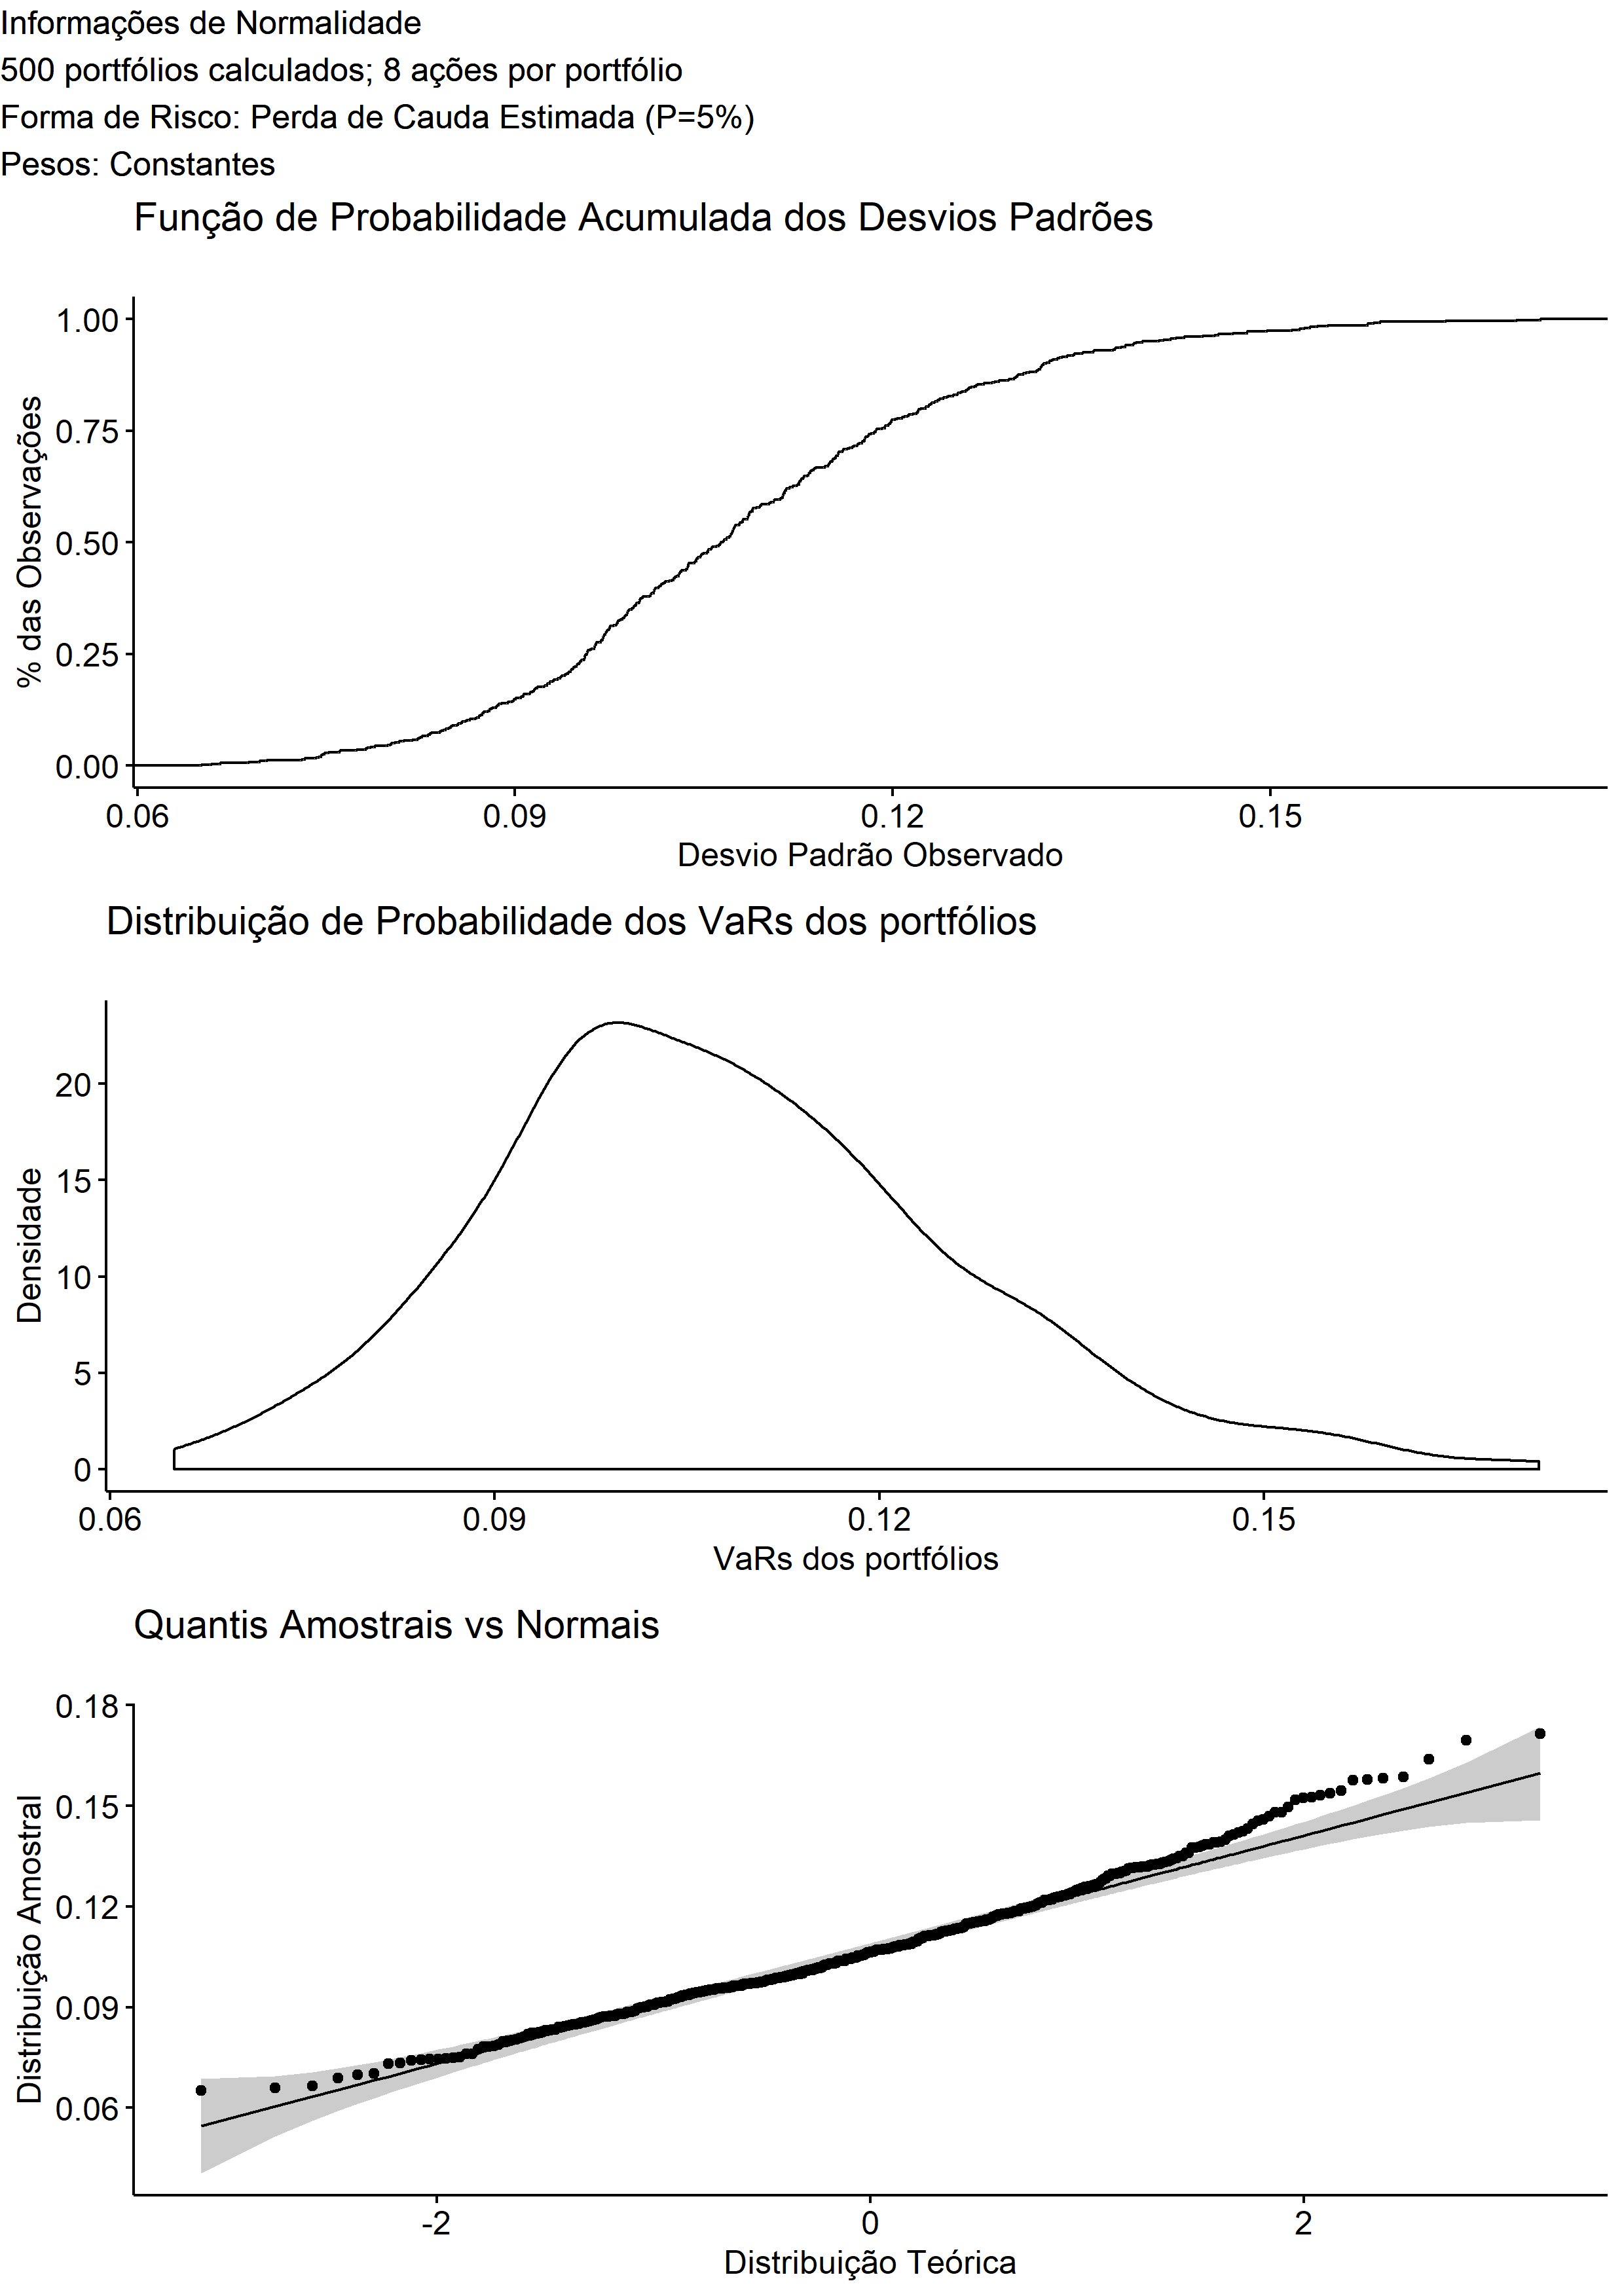 Informações de Normalidade
500 portfólios calculados; 8 ações por portfólio
Forma de Risco: Perda de Cauda Estimada (P=5%)
Pesos: Constantes
Função de Probabilidade Acumulada dos Desvios Padrões
1.00
0.75
0.50
0.25
0.00
% das Observações
0.06 0.09 0.12 0.15
Desvio Padrão Observado
Distribuição de Probabilidade dos VaRs dos portfólios
20
15
10
5
0
Densidade
0.06 0.09 0.12 0.15
VaRs dos portfólios
Quantis Amostrais vs Normais
0.18
0.15
0.12
0.09
0.06
Distribuição Amostral
-2 0 2
Distribuição Teórica